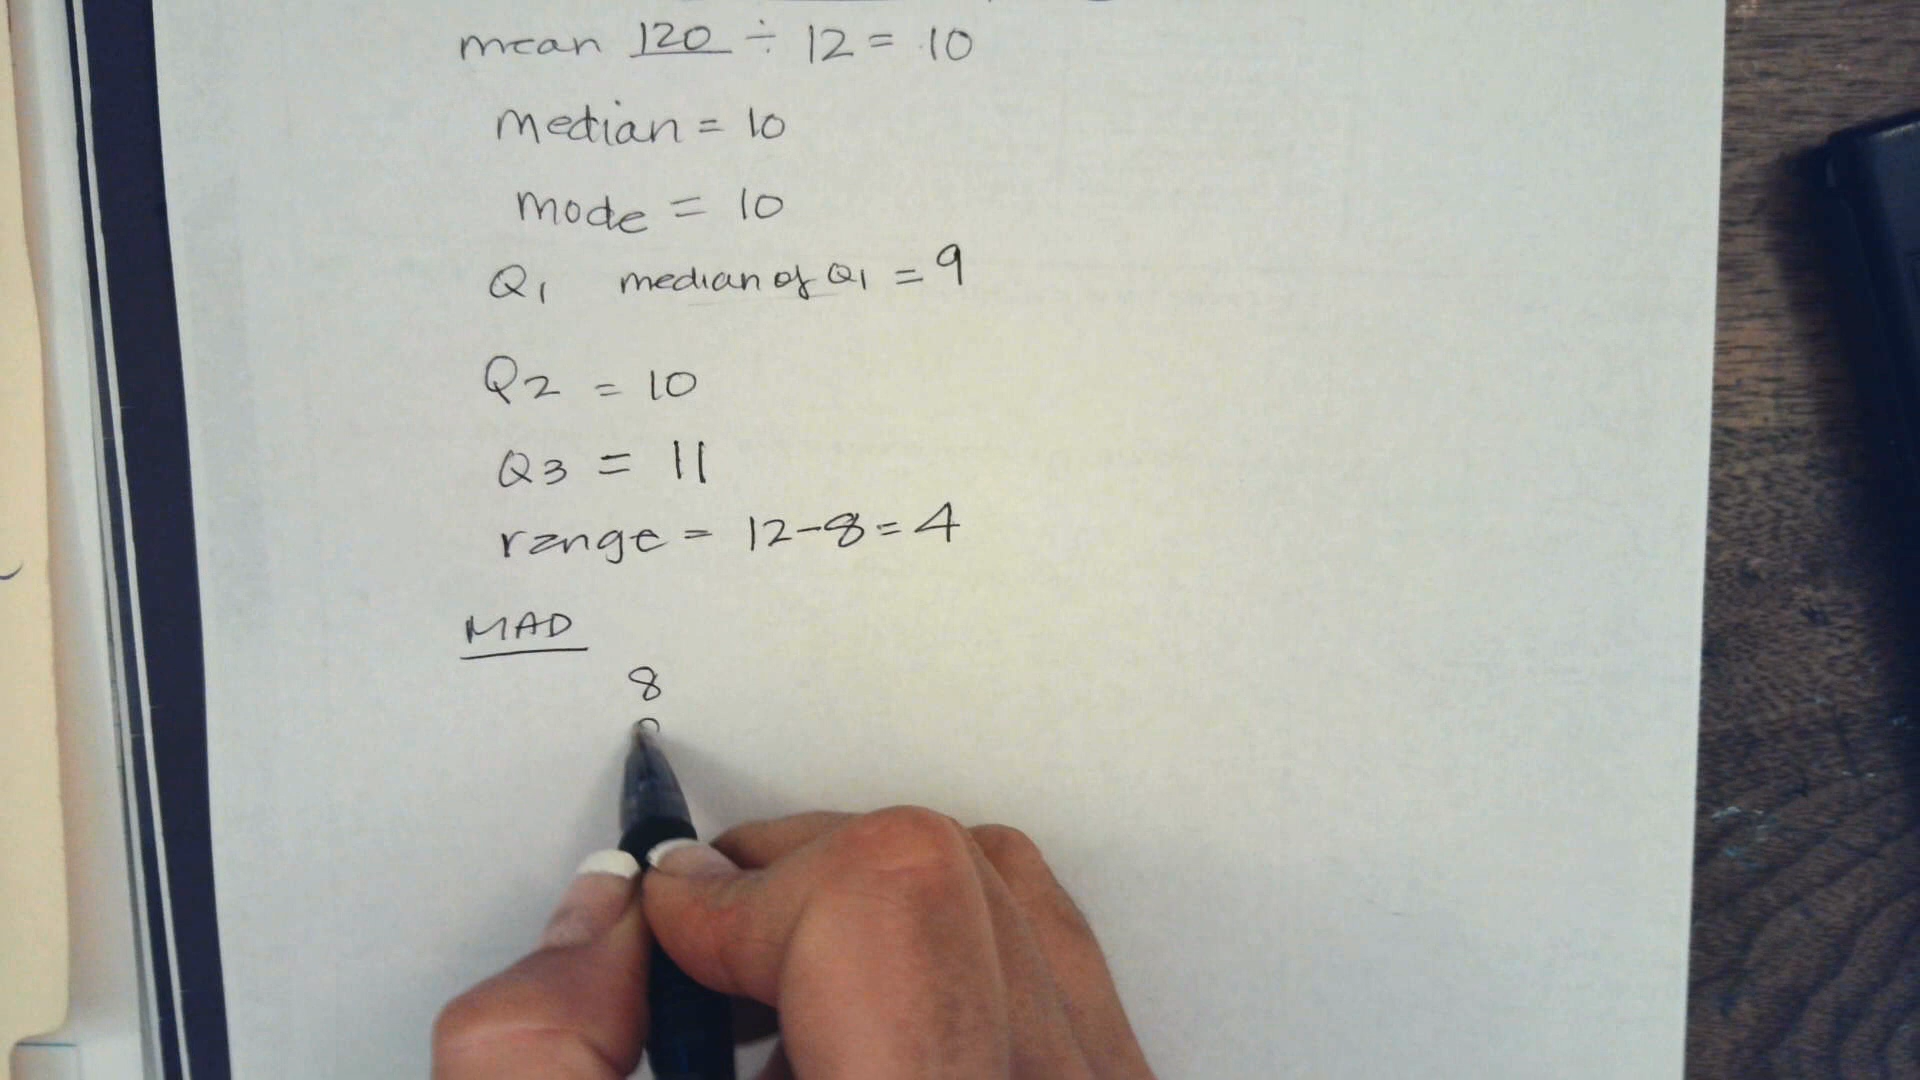 mean 120 ÷ 12 = 10
median = 10
mode = 10
Q1 median of Q1 = 9
Q2 = 10
Q3 = 11
range = 12-8=4
MAD
8